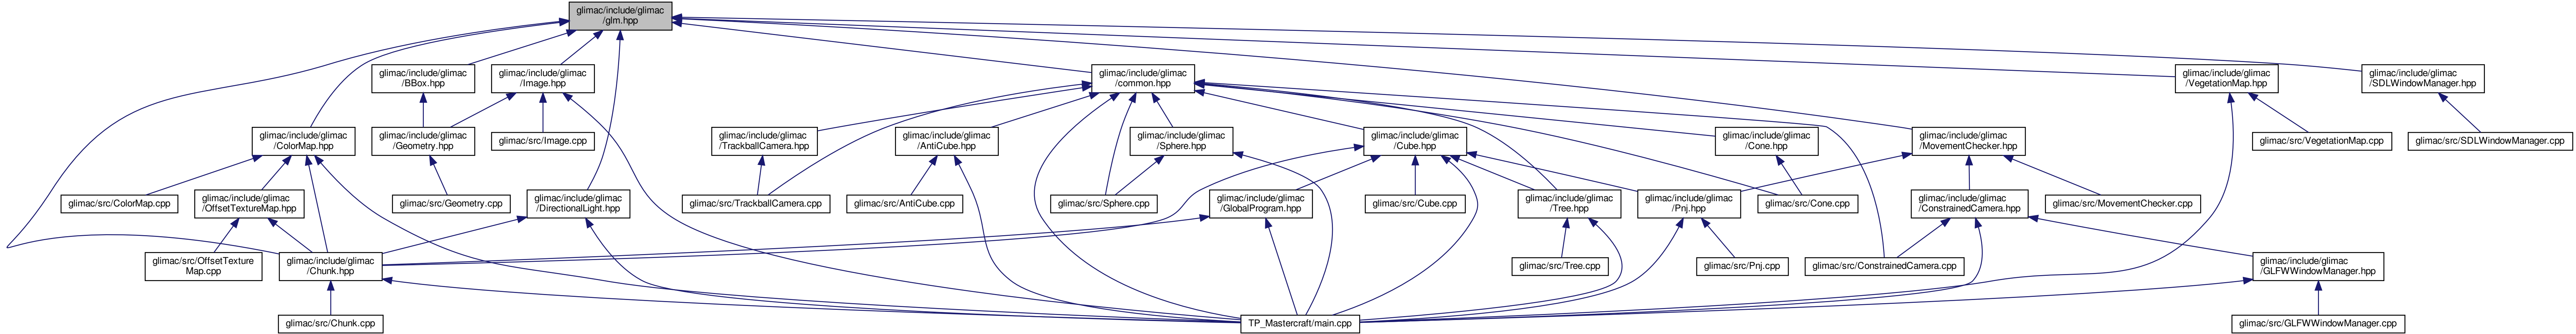 glimac/include/glimac
/glm.hpp
glimac/include/glimac
/BBox.hpp
glimac/include/glimac
/Image.hpp
glimac/include/glimac
/common.hpp
glimac/include/glimac
/VegetationMap.hpp
glimac/include/glimac
/SDLWindowManager.hpp
glimac/include/glimac
/ColorMap.hpp
glimac/include/glimac
/Geometry.hpp
glimac/src/Image.cpp
glimac/include/glimac
/TrackballCamera.hpp
glimac/include/glimac
/AntiCube.hpp
glimac/include/glimac
/Sphere.hpp
glimac/include/glimac
/Cube.hpp
glimac/include/glimac
/Cone.hpp
glimac/include/glimac
/MovementChecker.hpp
glimac/src/VegetationMap.cpp
glimac/src/SDLWindowManager.cpp
glimac/src/ColorMap.cpp
glimac/include/glimac
/OffsetTextureMap.hpp
glimac/src/Geometry.cpp
glimac/include/glimac
/DirectionalLight.hpp
glimac/src/TrackballCamera.cpp
glimac/src/AntiCube.cpp
glimac/src/Sphere.cpp
glimac/include/glimac
/GlobalProgram.hpp
glimac/src/Cube.cpp
glimac/include/glimac
/Tree.hpp
glimac/include/glimac
/Pnj.hpp
glimac/src/Cone.cpp
glimac/include/glimac
/ConstrainedCamera.hpp
glimac/src/MovementChecker.cpp
glimac/src/OffsetTexture
Map.cpp
glimac/include/glimac
/Chunk.hpp
glimac/src/Tree.cpp
glimac/src/Pnj.cpp
glimac/src/ConstrainedCamera.cpp
glimac/include/glimac
/GLFWWindowManager.hpp
glimac/src/Chunk.cpp
TP_Mastercraft/main.cpp
glimac/src/GLFWWindowManager.cpp